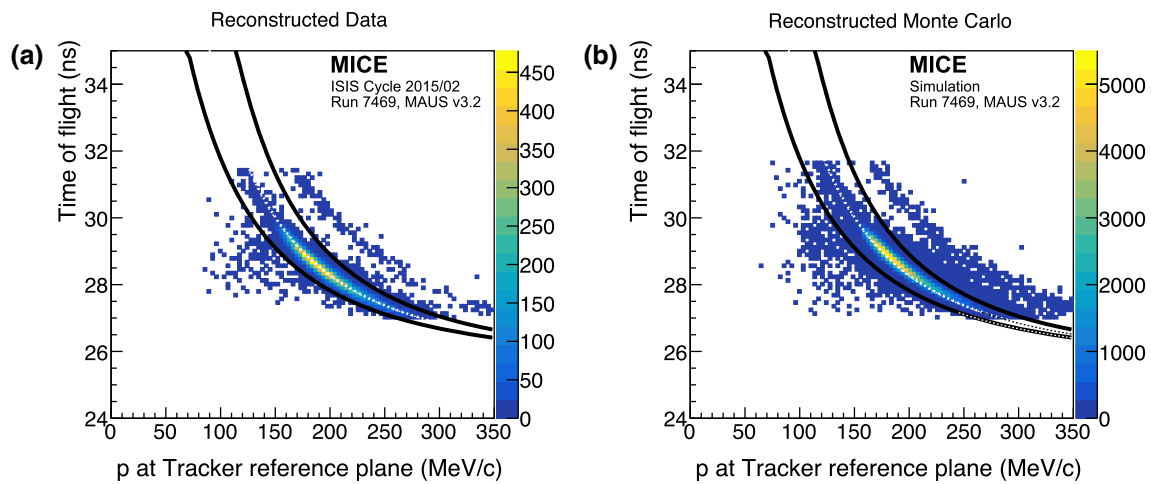 Reconstructed Data
(a)
Time of flight (ns)
34
32
30
28
26
24
MICE
ISIS Cycle 2015/02
Run 7469, MAUS v3.2
450
400
350
300
250
200
150
100
50
0
0 50 100 150 200 250 300 350
p at Tracker reference plane (MeV/c)
Reconstructed Monte Carlo
(b)
Time of flight (ns)
34
32
30
28
26
24
MICE
Simulation
Run 7469, MAUS v3.2
5000
4000
3000
2000
1000
0
0 50 100 150 200 250 300 350
p at Tracker reference plane (MeV/c)